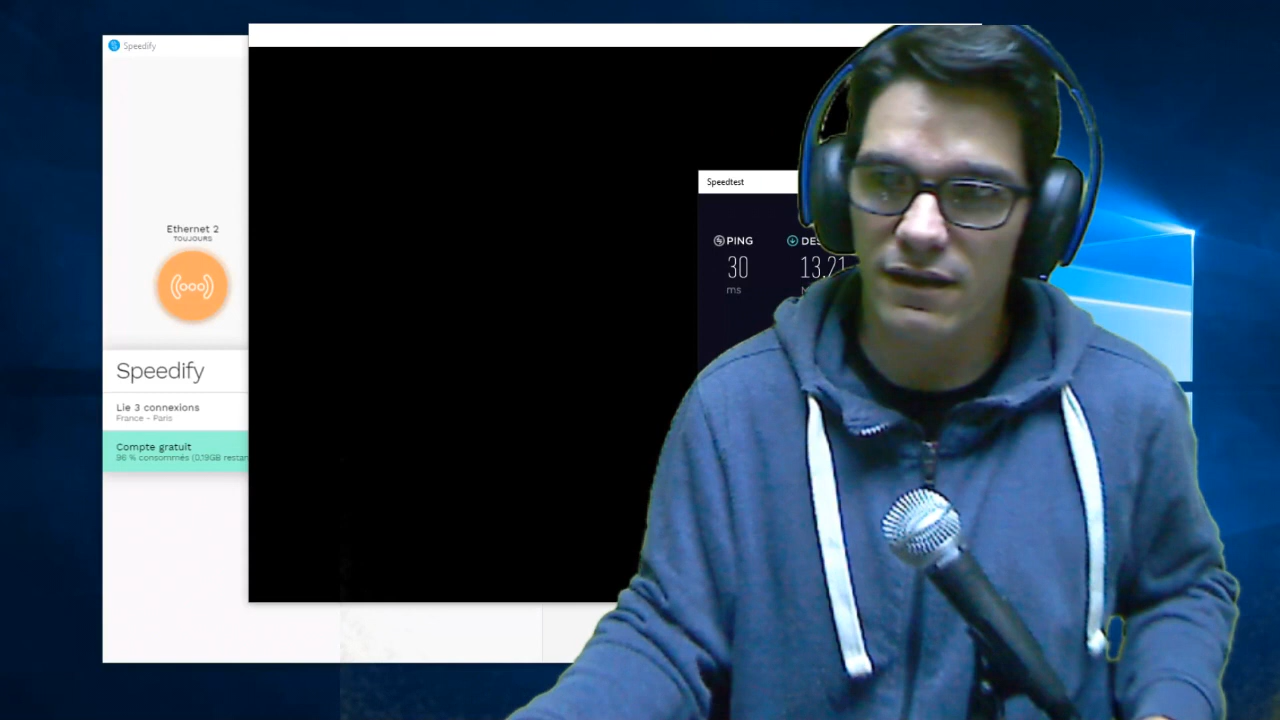 Speedify
Ethernet 2
TOUJOURS
Speedify
Lie 3 connexions
France - Paris
Compte gratuit
96 % consommés (0,19GB restan
Speedtest
PING
30
ms
DES
13.21